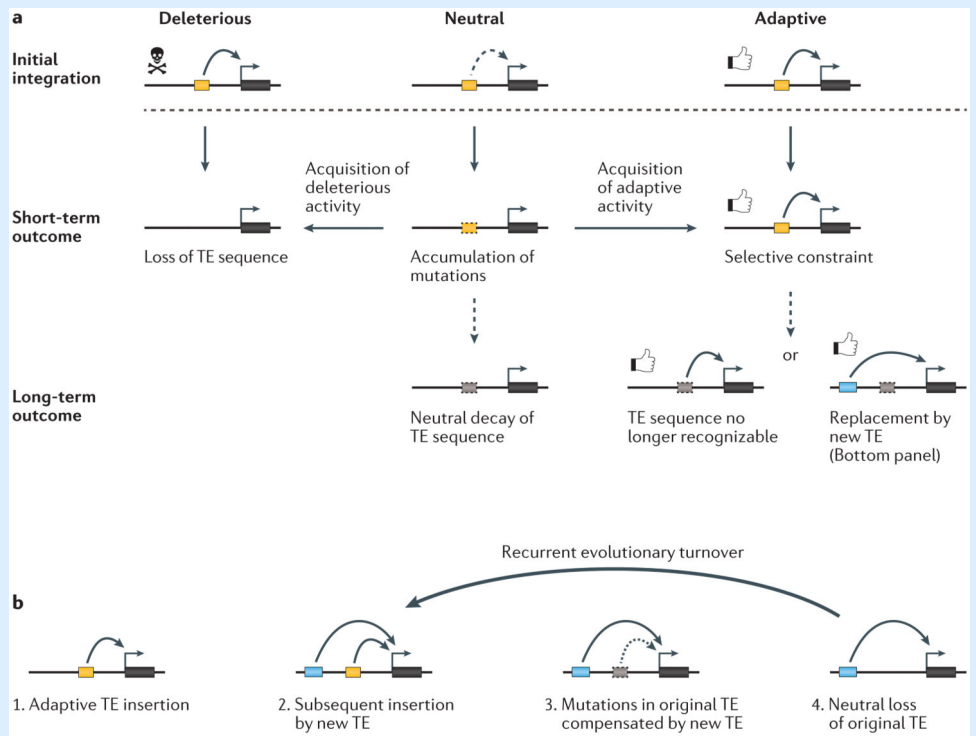 a
Deleterious
Neutral
Adaptive
Initial
integration
Short-term
outcome
Acquisition of
deleterious
activity
Acquisition
of adaptive
activity
Loss of TE sequence
Accumulation of
mutations
Selective constraint
or
Long-term
outcome
Neutral decay of
TE sequence
TE sequence no
longer recognizable
Replacement by
new TE
(Bottom panel)
Recurrent evolutionary turnover
b
1. Adaptive TE insertion
2. Subsequent insertion
by new TE
3. Mutations in original TE
compensated by new TE
4. Neutral loss
of original TE